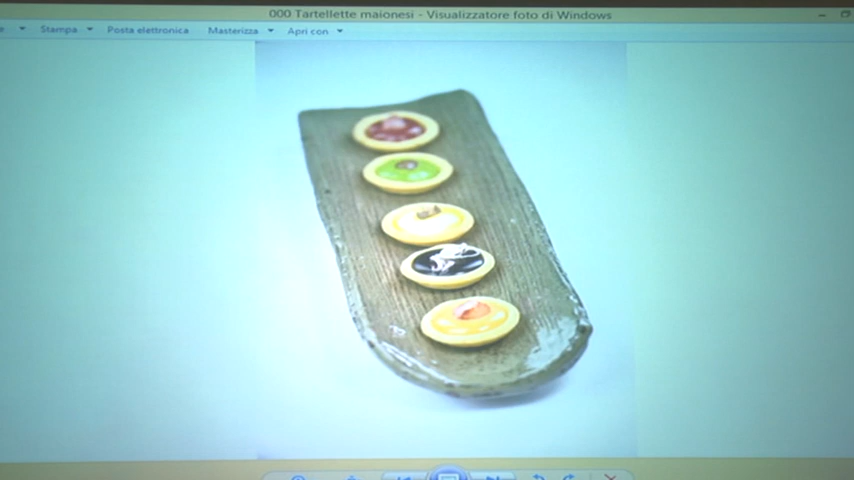 000 Tartellette maionesi - Visualizzatore foto di Windows
Stampa Posta elettronica Masterizza Apri con